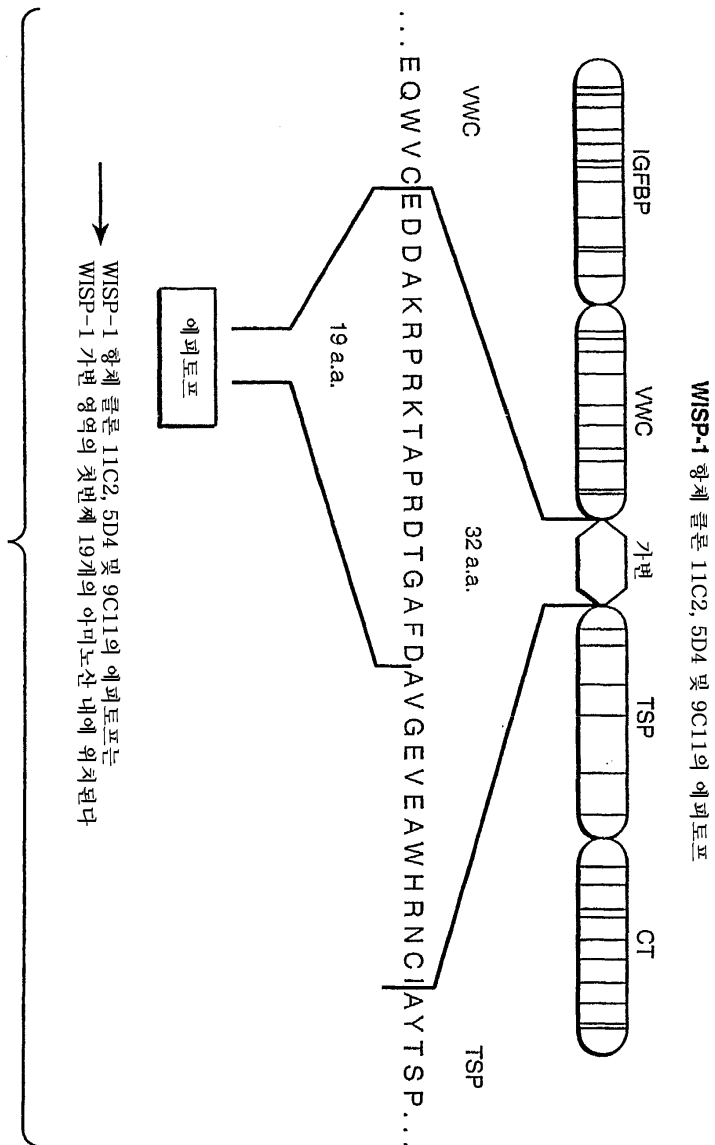 WISP-1 항체 클론 11C2, 5D4 및 9C11의 에피토프
IGFBP VWC 가변 TSP CT
VWC 32 a.a. TSP
...EQWVCEDDAKRPRKTAPRDTGAFDAVGEVEAWHRNCIAYTSP...
19 a.a.
에피토프
WISP-1 항체 클론 11C2, 5D4 및 9C11의 에피토프는
WISP-1 가변 영역의 첫번째 19개의 아미노산 내에 위치된다